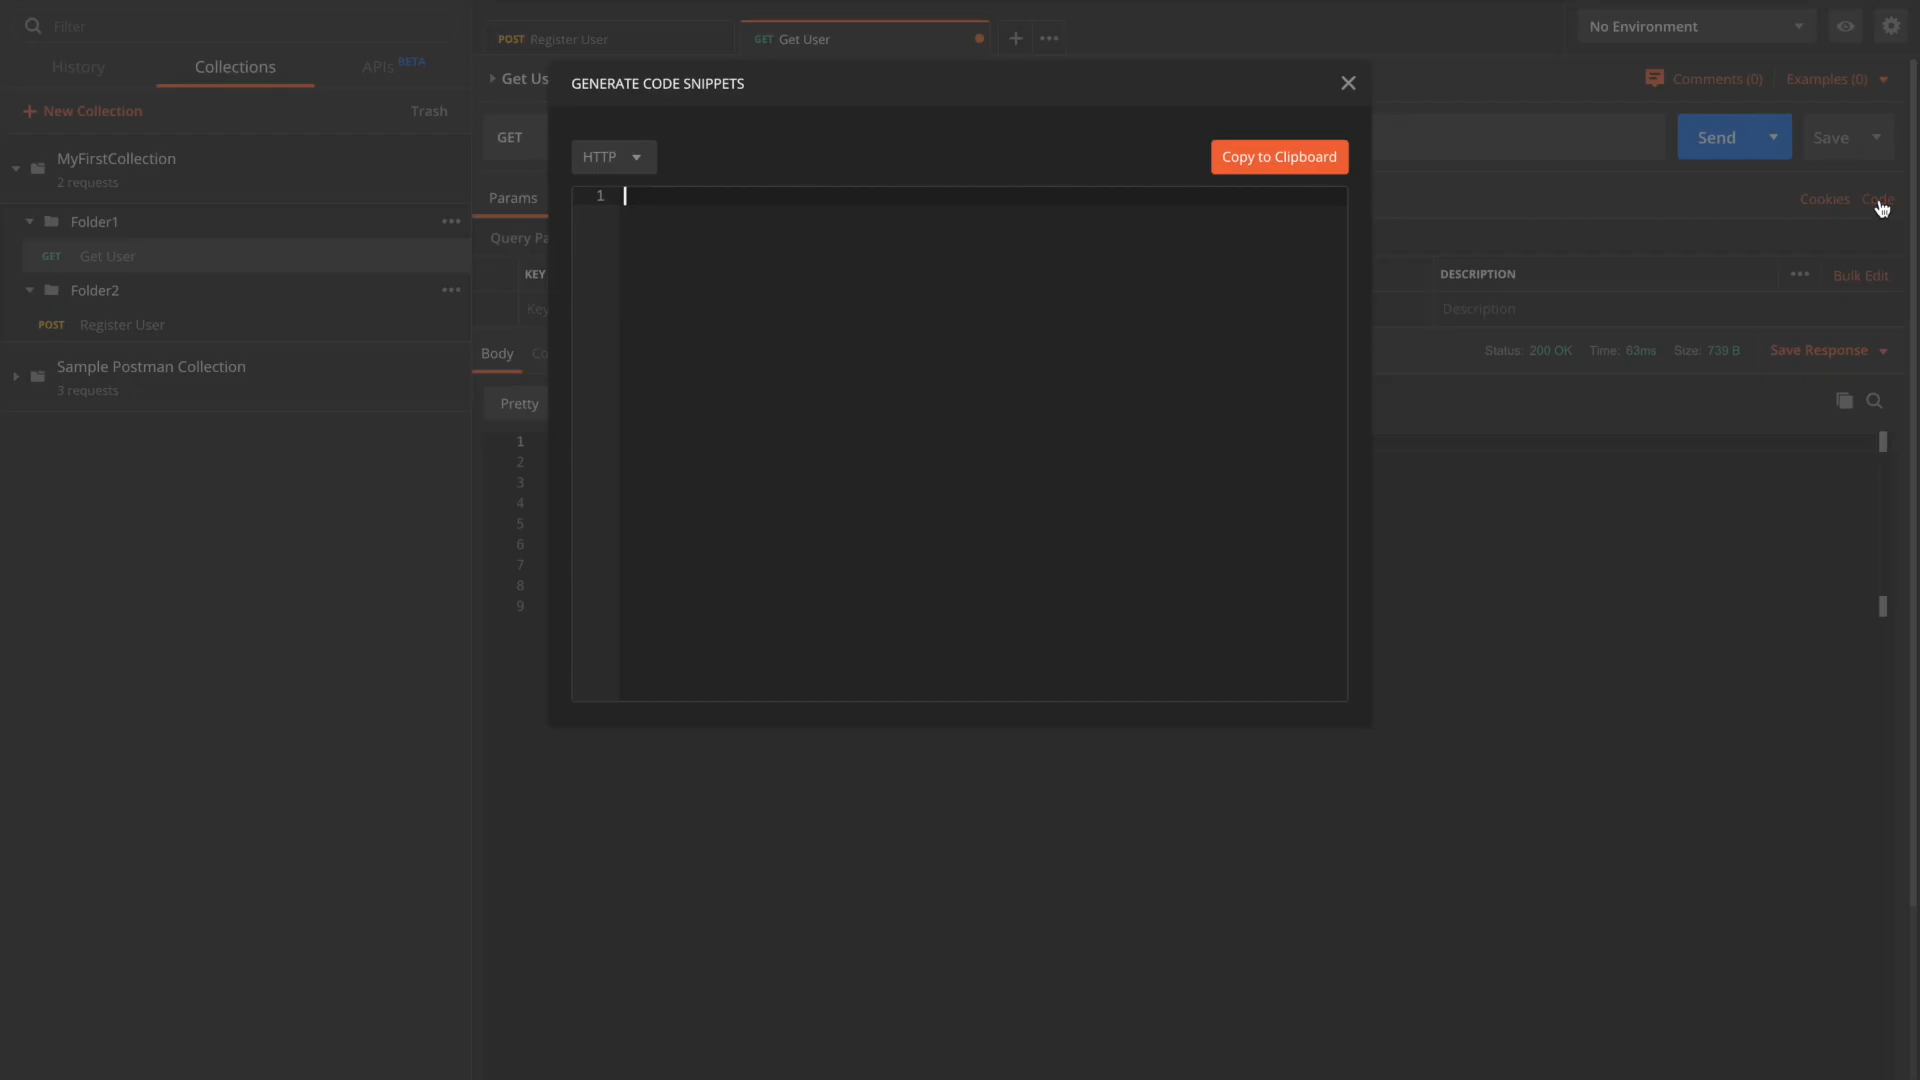 Filter
History
Collections
APIs BETA
New Collection
Trash
MyFirstCollection
2 requests
Folder1
GET Get User
Folder2
POST Register User
Sample Postman Collection
3 requests
POST Register User
GET Get User
No Environment
Get Us
Comments (0)
Examples (0)
GENERATE CODE SNIPPETS
GET
Send
Save
HTTP
Copy to Clipboard
1
Params
Cookies
Code
Query Pa
KEY
DESCRIPTION
Bulk Edit
Key
Description
Body
Co
Status: 200 OK Time: 63ms Size: 739 B
Save Response
Pretty
1
2
3
4
5
6
7
8
9